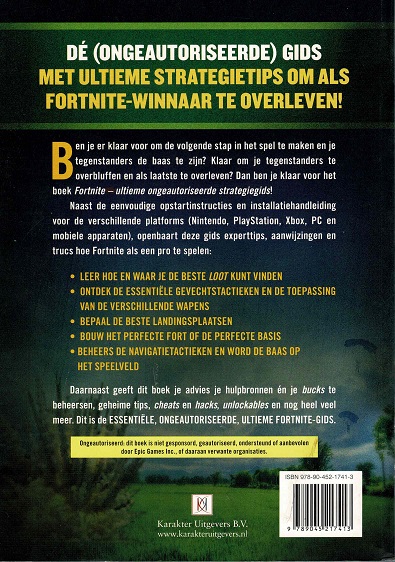 DÉ (ONGEAUTORISEERDE) GIDS
MET ULTIEME STRATEGIETIPS OM ALS
FORTNITE-WINNAAR TE OVERLEVEN!
Ben je er klaar voor om de volgende stap in het spel te maken en je
tegenstanders de baas te zijn? Klaar om je tegenstanders te
overbluffen en als laatste te overleven? Dan ben je klaar voor het
boek Fortnite – ultieme ongeautoriseerde strategiegids!
Naast de eenvoudige opstartinstructies en installatiehandleiding
voor de verschillende platforms (Nintendo, PlayStation, Xbox, PC en
mobiele apparaten), openbaart deze gids experttips, aanwijzingen en
trucs hoe Fortnite als een pro te spelen:
• LEER HOE EN WAAR JE DE BESTE LOOT KUNT VINDEN
• ONTDEK DE ESSENTIËLE GEVECHTSTACTIEKEN EN DE TOEPASSING
VAN DE VERSCHILLENDE WAPENS
• BEPAAL DE BESTE LANDINGSPLAATSEN
• BOUW HET PERFECTE FORT OF DE PERFECTE BASIS
• BEHEERS DE NAVIGATIETACTIEKEN EN WORD DE BAAS OP
HET SPEELVELD
Daarnaast geeft dit boek je advies je hulpbronnen én je bucks te
beheersen, geheime tips, cheats en hacks, unlockables en nog heel veel
meer. Dit is de ESSENTIËLE, ONGEAUTORISEERDE, ULTIEME FORTNITE-GIDS.
Ongeautoriseerd: dit boek is niet gesponsord, geautoriseerd, ondersteund of aanbevolen
door Epic Games Inc., of daaraan verwante organisaties.
ISBN 978-90-452-1741-3
9 789045 217413
Karakter Uitgevers B.V.
www.karakteruitgevers.nl